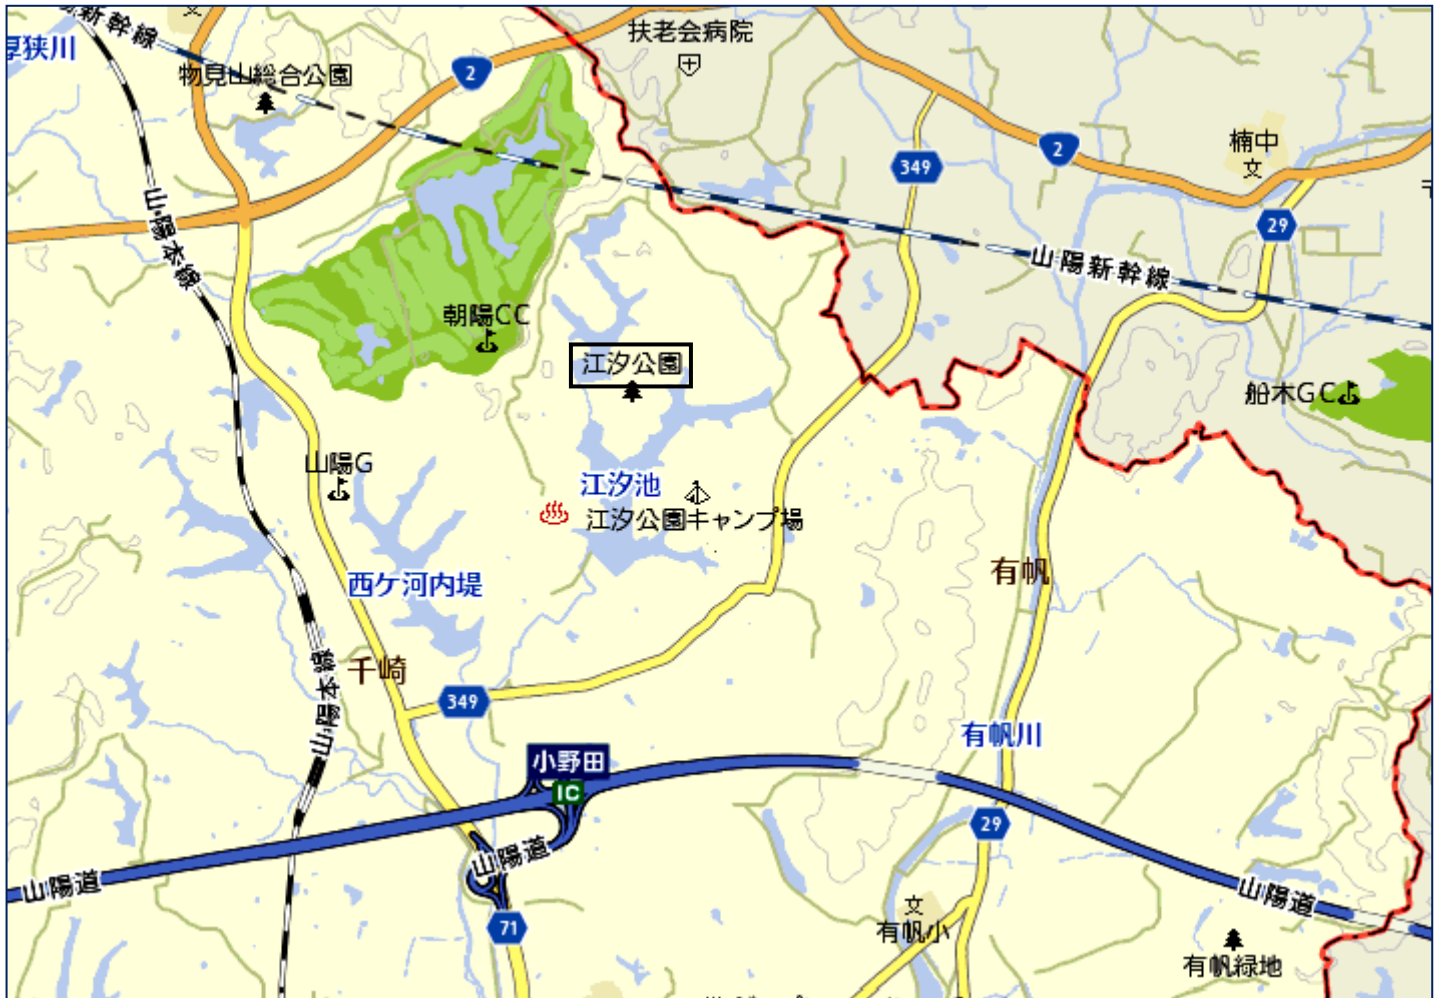 新幹線
厚狭川
物見山総合公園
扶老会病院
2
349
2
楠中
文
29
山陽本線
山陽新幹線
朝陽CC
江汐公園
船木GC
山陽G
江汐池
江汐公園キャンプ場
西ケ河内堤
有帆
千崎
349
山陽本線
有帆川
小野田
IC
29
山陽道
山陽道
山陽道
71
文
有帆小
有帆緑地